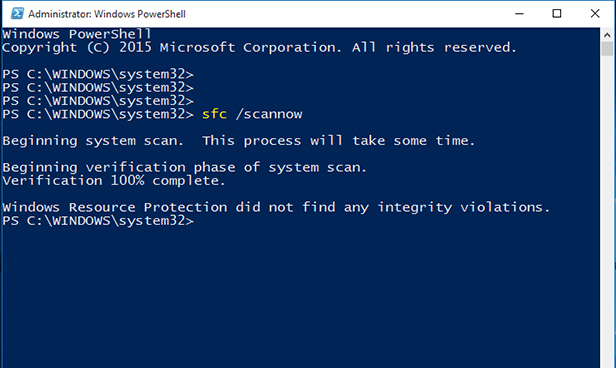 Administrator: Windows PowerShell
Windows PowerShell
Copyright (C) 2015 Microsoft Corporation. All rights reserved.
PS C:\WINDOWS\system32>
PS C:\WINDOWS\system32>
PS C:\WINDOWS\system32>
PS C:\WINDOWS\system32> sfc /scannow
Beginning system scan.  This process will take some time.
Beginning verification phase of system scan.
Verification 100% complete.
Windows Resource Protection did not find any integrity violations.
PS C:\WINDOWS\system32>